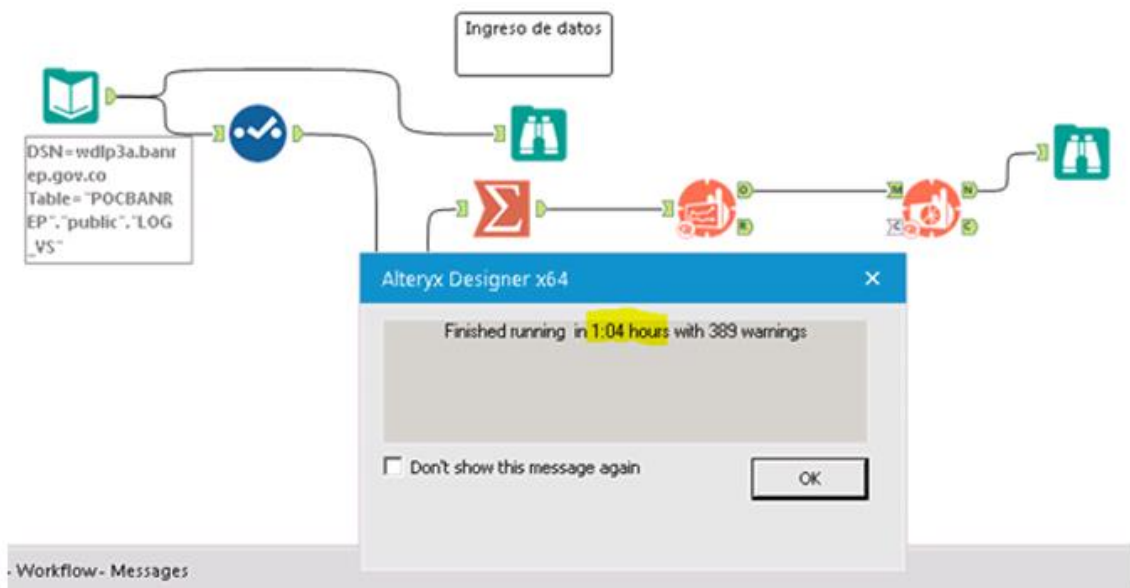 Ingreso de datos
DSN=wdlp3a.banr
ep.gov.co
Table="POCBANR
EP"."public"."LOG
_VS"
O
R
M
C
N
C
Alteryx Designer x64
Finished running in 1:04 hours with 389 warnings
Don't show this message again
OK
- Workflow- Messages